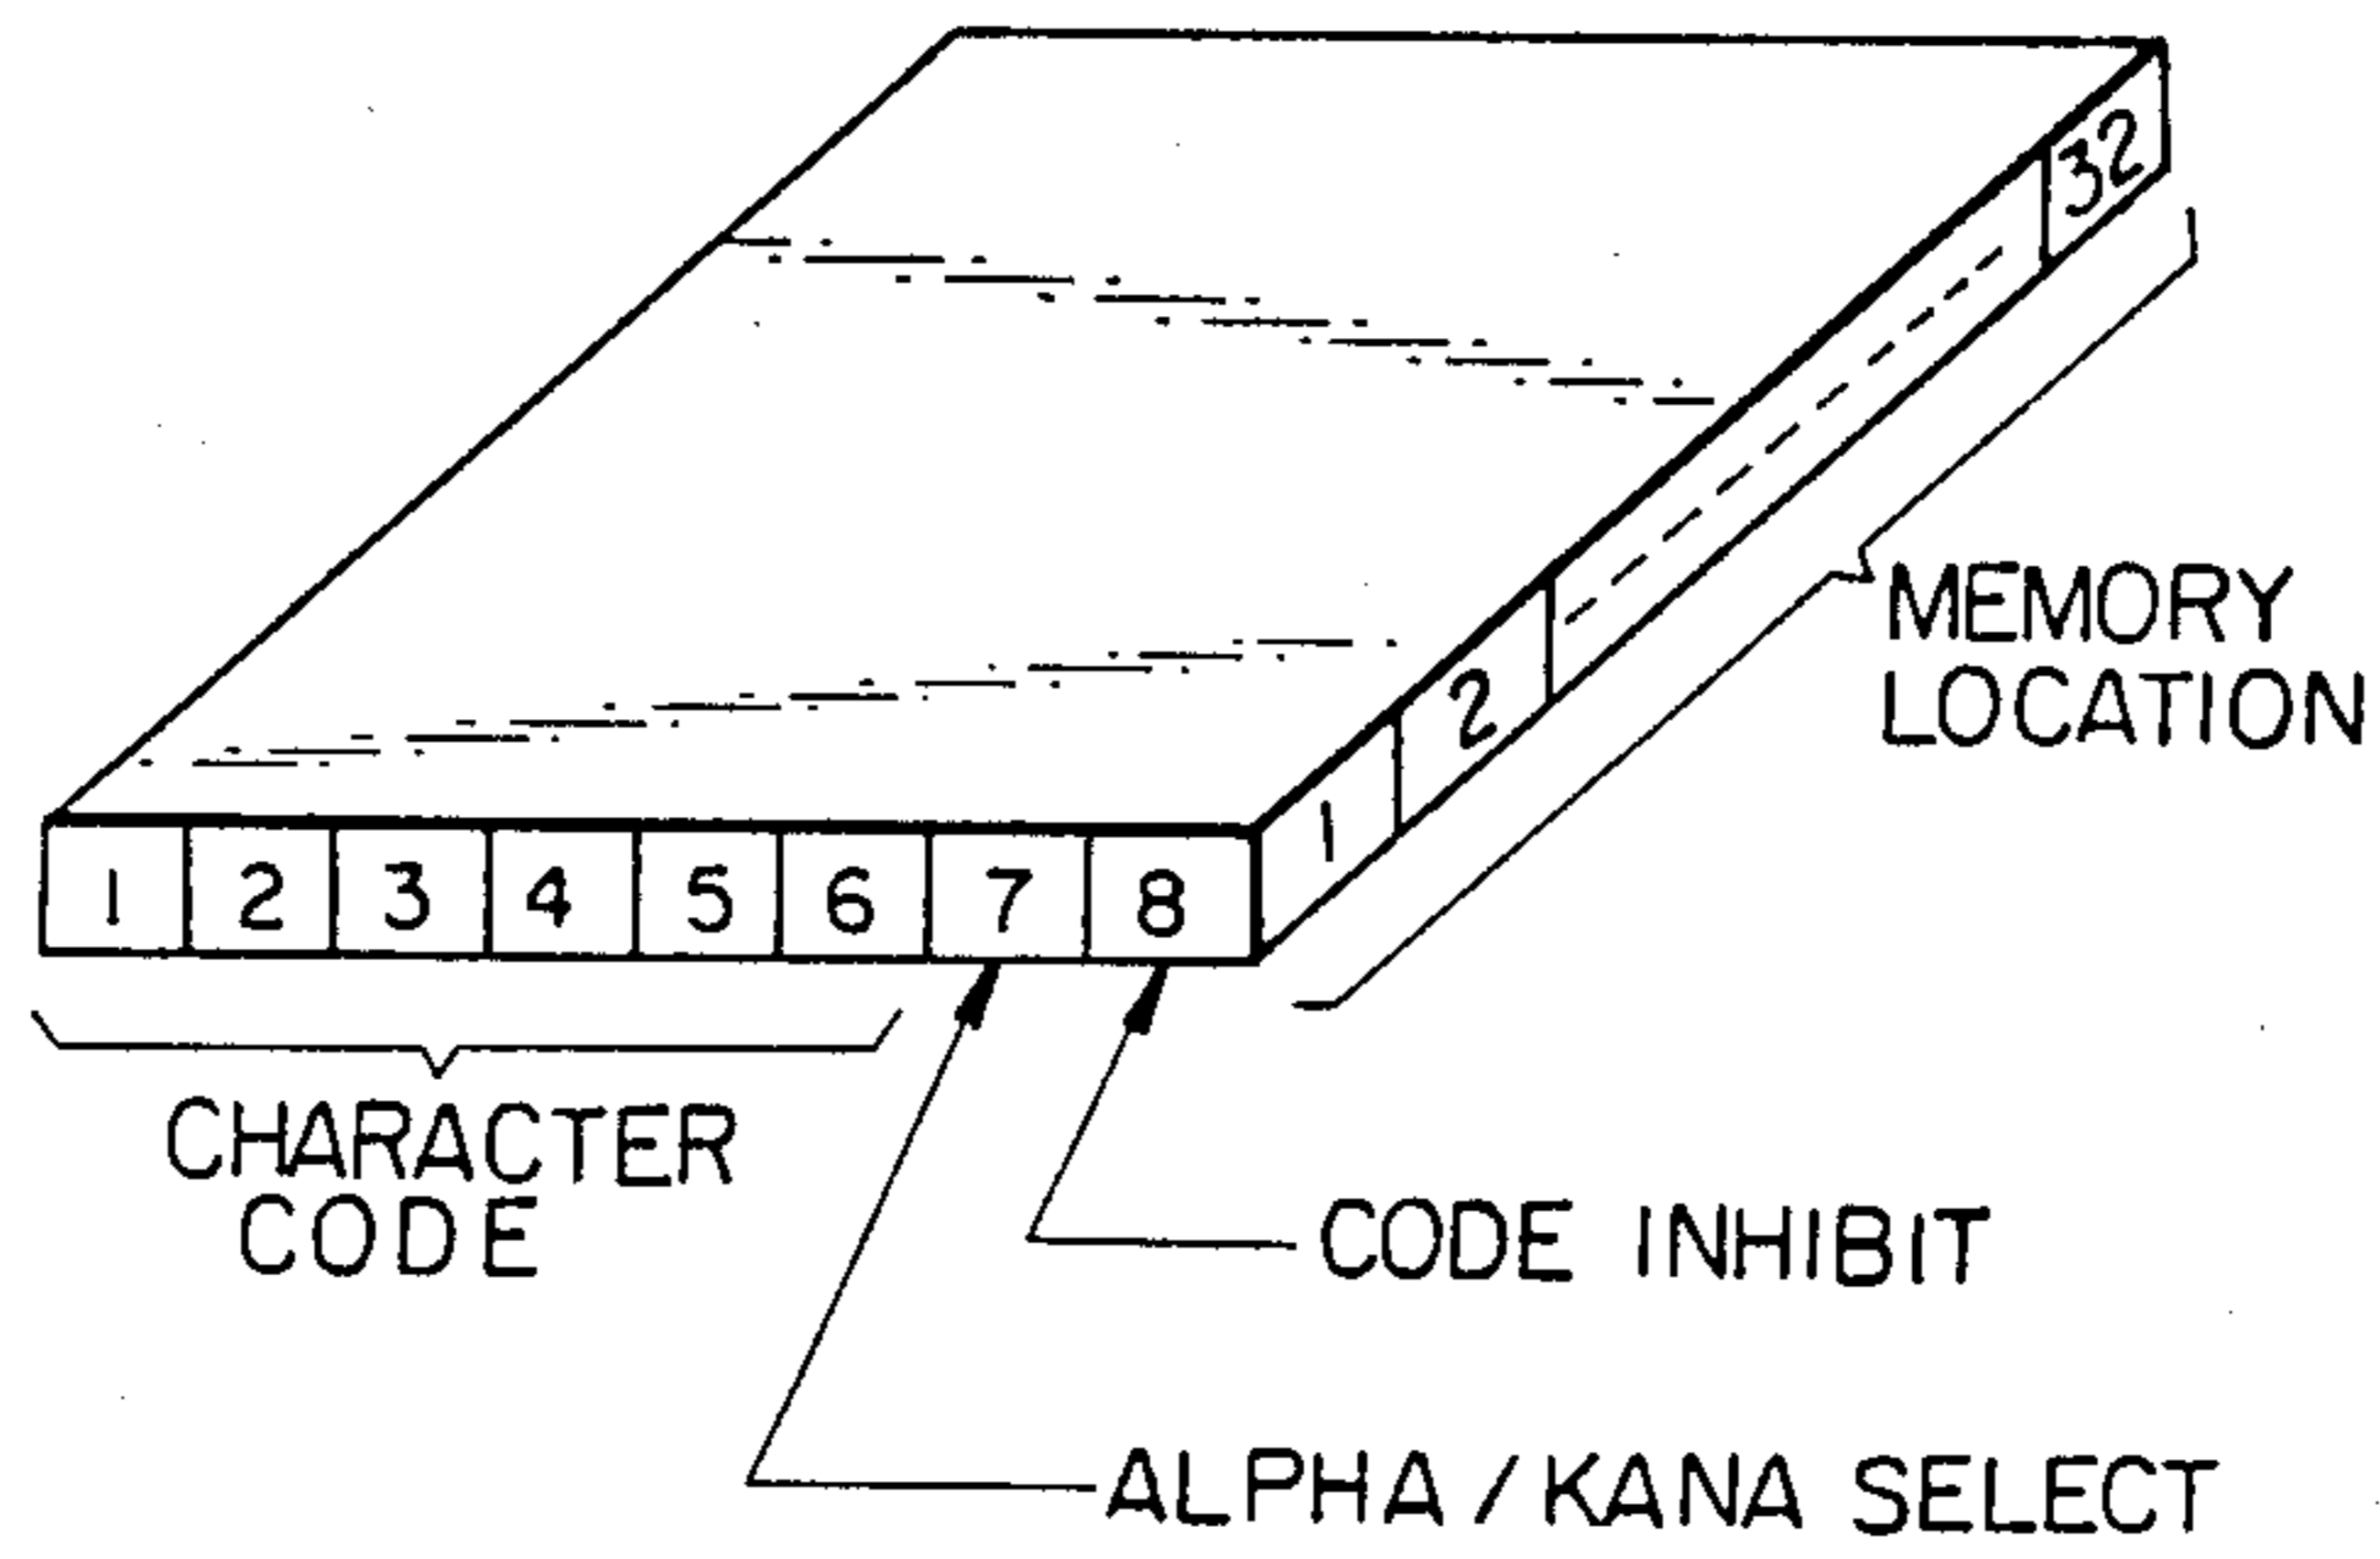 32
MEMORY
LOCATION
2
1
1 2 3 4 5 6 7 8
CHARACTER
CODE
CODE INHIBIT
ALPHA / KANA SELECT